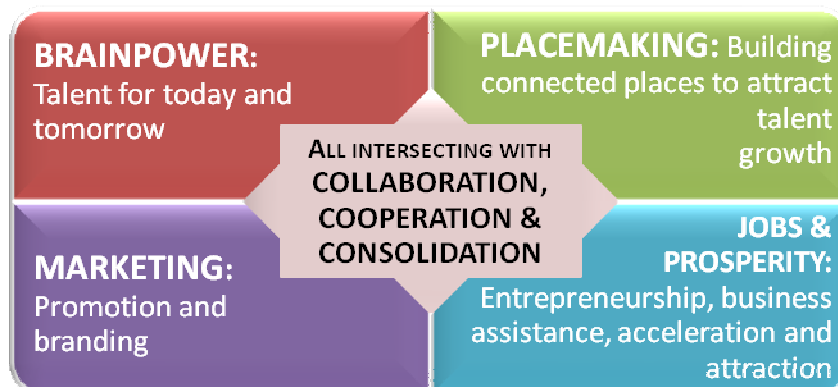 BRAINPOWER:
Talent for today and
tomorrow
PLACEMAKING: Building
connected places to attract
talent
growth
ALL INTERSECTING WITH
COLLABORATION,
COOPERATION &
CONSOLIDATION
MARKETING:
Promotion and
branding
JOBS &
PROSPERITY:
Entrepreneurship, business
assistance, acceleration and
attraction